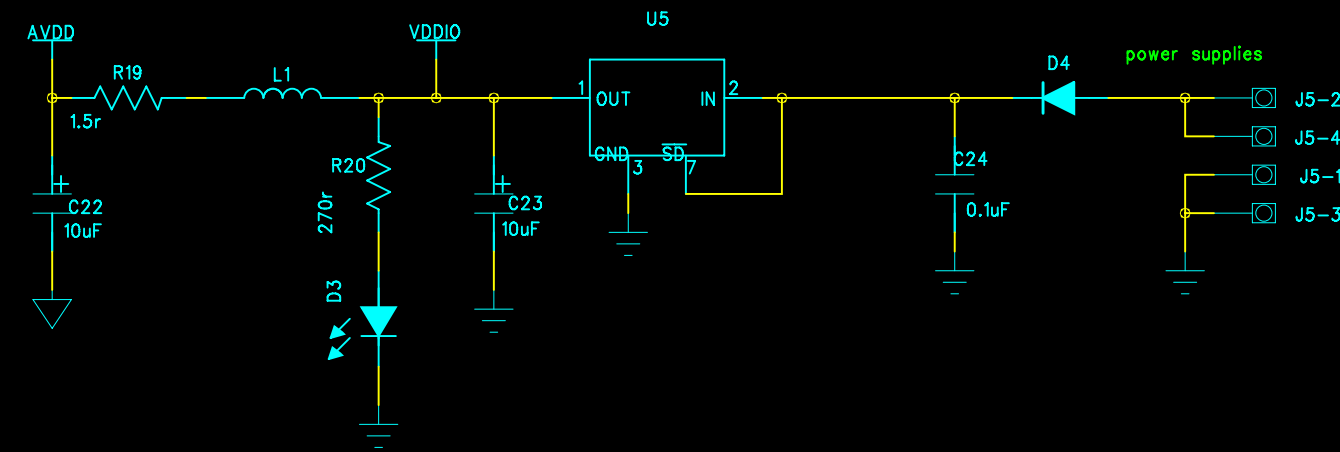 U5
AVDD
VDDIO
power supplies
R19
L1
D4
1
2
OUT
IN
J5-2
1.5r
J5-4
GND
SD
3
7
R20
C24
J5-1
270r
C22
C23
0.1uF
J5-3
10uF
10uF
D3